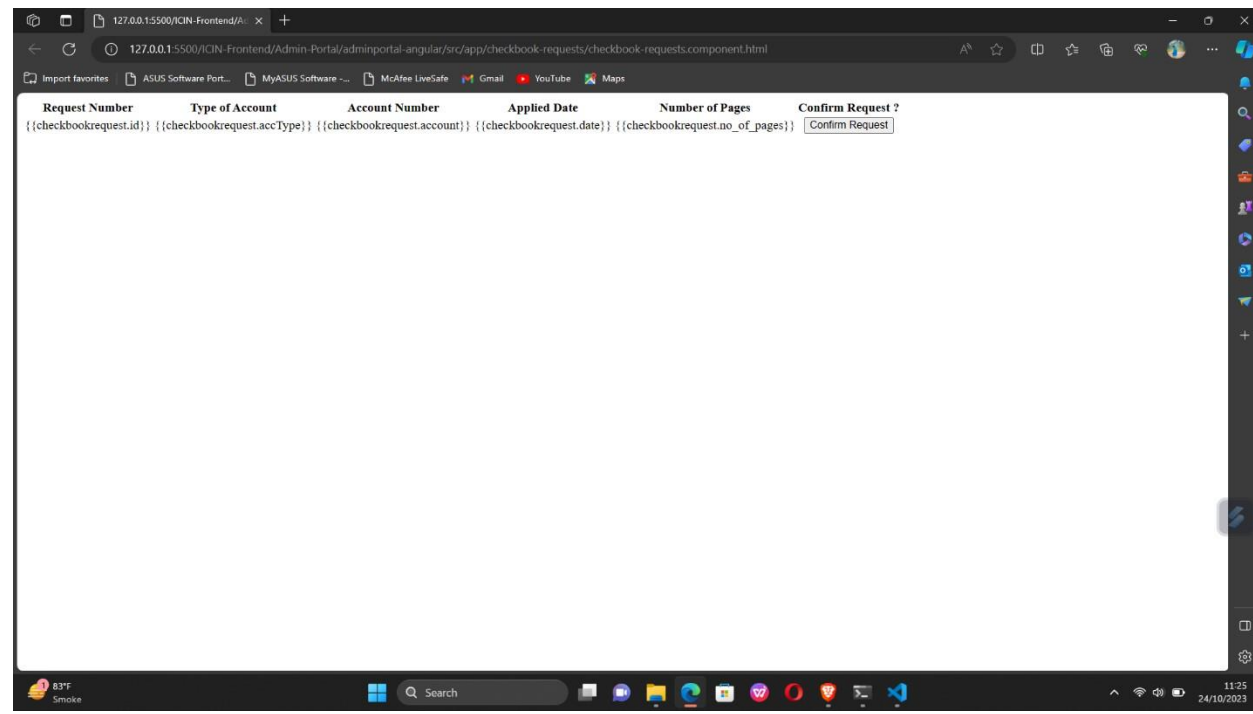 127.0.0.1:5500/ICIN-Frontend/Ad
127.0.0.1:5500/ICIN-Frontend/Admin-Portal/adminportal-angular/src/app/checkbook-requests/checkbook-requests.component.html
Import favorites ASUS Software Port... MyASUS Software -... McAfee LiveSafe Gmail YouTube Maps
Request Number Type of Account Account Number Applied Date Number of Pages Confirm Request ?
{{checkbookrequest.id}} {{checkbookrequest.accType}} {{checkbookrequest.account}} {{checkbookrequest.date}} {{checkbookrequest.no_of_pages}} Confirm Request
1 83°F
Smoke
Search
11:25
24/10/2023